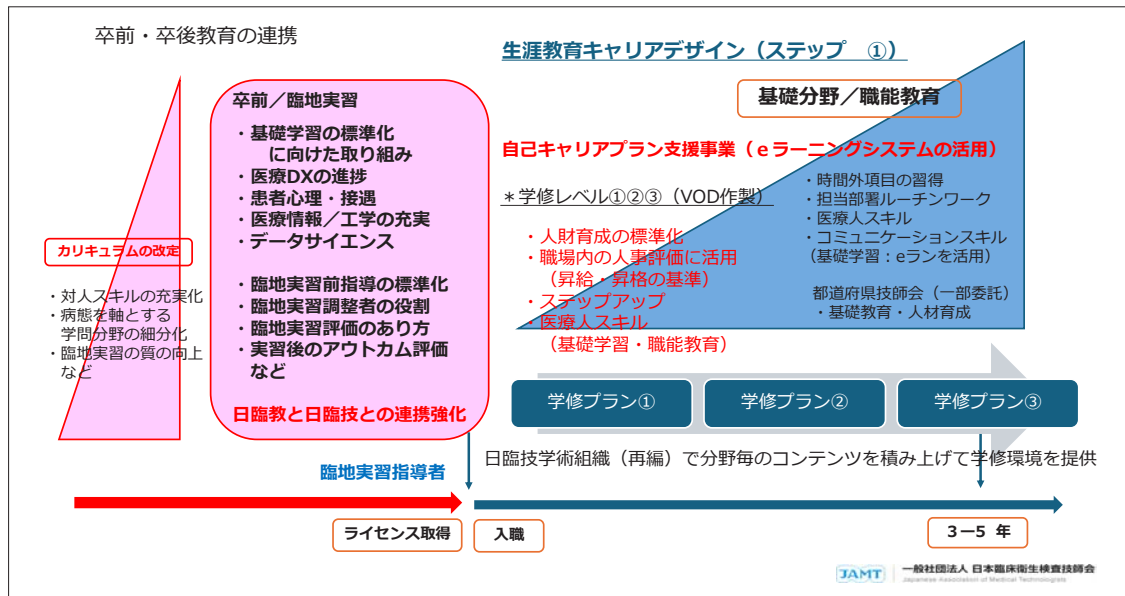 卒前・卒後教育の連携
カリキュラムの改定
・対人スキルの充実化
・病態を軸とする
学問分野の細分化
・臨地実習の質の向上
など
卒前／臨地実習
・基礎学習の標準化
に向けた取り組み
・医療DXの進捗
・患者心理・接遇
・医療情報／工学の充実
・データサイエンス
・臨地実習前指導の標準化
・臨地実習調整者の役割
・臨地実習評価のあり方
・実習後のアウトカム評価
など
日臨教と日臨技との連携強化
臨地実習指導者
生涯教育キャリアデザイン（ステップ　①）
基礎分野／職能教育
自己キャリアプラン支援事業（ｅラーニングシステムの活用）
＊学修レベル①②③（VOD作製）
・人財育成の標準化
・職場内の人事評価に活用
（昇給・昇格の基準）
・ステップアップ
・医療人スキル
（基礎学習・職能教育）
・時間外項目の習得
・担当部署ルーチンワーク
・医療人スキル
・コミュニケーションスキル
（基礎学習：eランを活用）
都道府県技師会（一部委託）
・基礎教育・人材育成
学修プラン①
学修プラン②
学修プラン③
日臨技学術組織（再編）で分野毎のコンテンツを積み上げて学修環境を提供
ライセンス取得
入職
３ー５ 年
JAMT
一般社団法人 日本臨床衛生検査技師会
Japanese Association of Medical Technologists